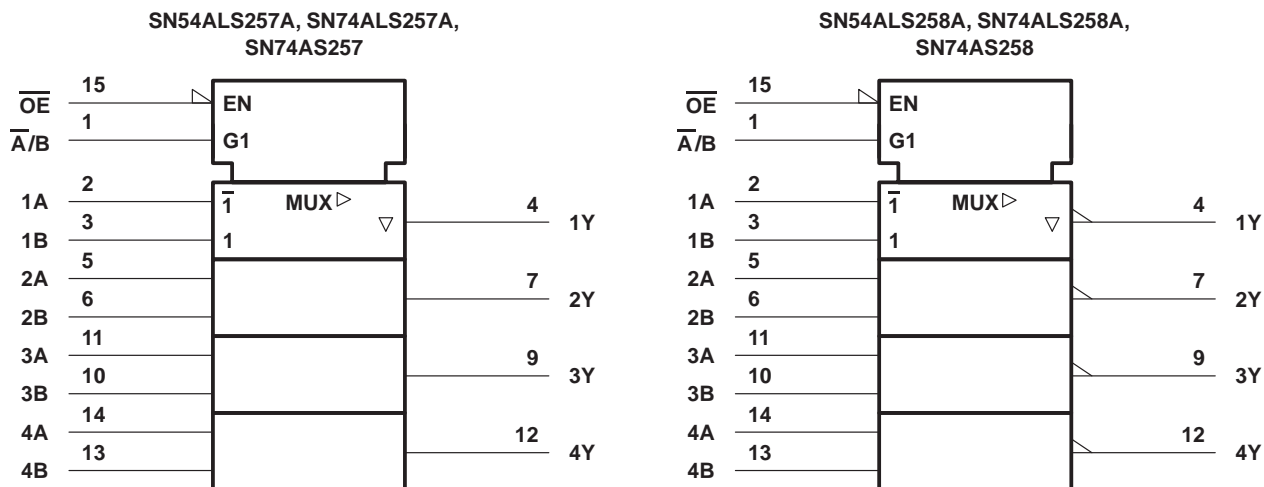 SN54ALS257A, SN74ALS257A,
SN74AS257
15
O̅E̅
EN
1
A̅/B
G1
2
1A
1̅
MUX
4
1Y
3
1B
1
5
2A
7
2Y
6
2B
11
3A
9
3Y
10
3B
14
4A
12
4Y
13
4B
SN54ALS258A, SN74ALS258A,
SN74AS258
15
O̅E̅
EN
1
A̅/B
G1
2
1A
1̅
MUX
4
1Y
3
1B
1
5
2A
7
2Y
6
2B
11
3A
9
3Y
10
3B
14
4A
12
4Y
13
4B